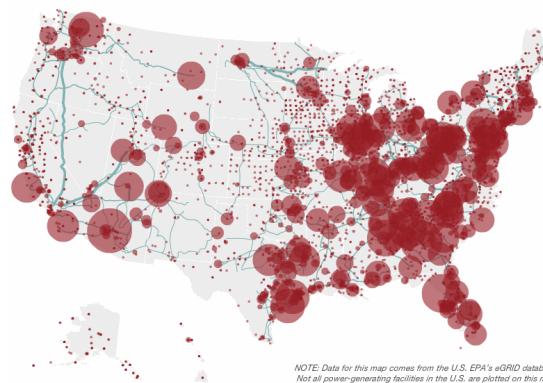 NOTE: Data for this map comes from the U.S. EPA's eGRID datab
Not all power-generating facilities in the U.S. are plotted on this